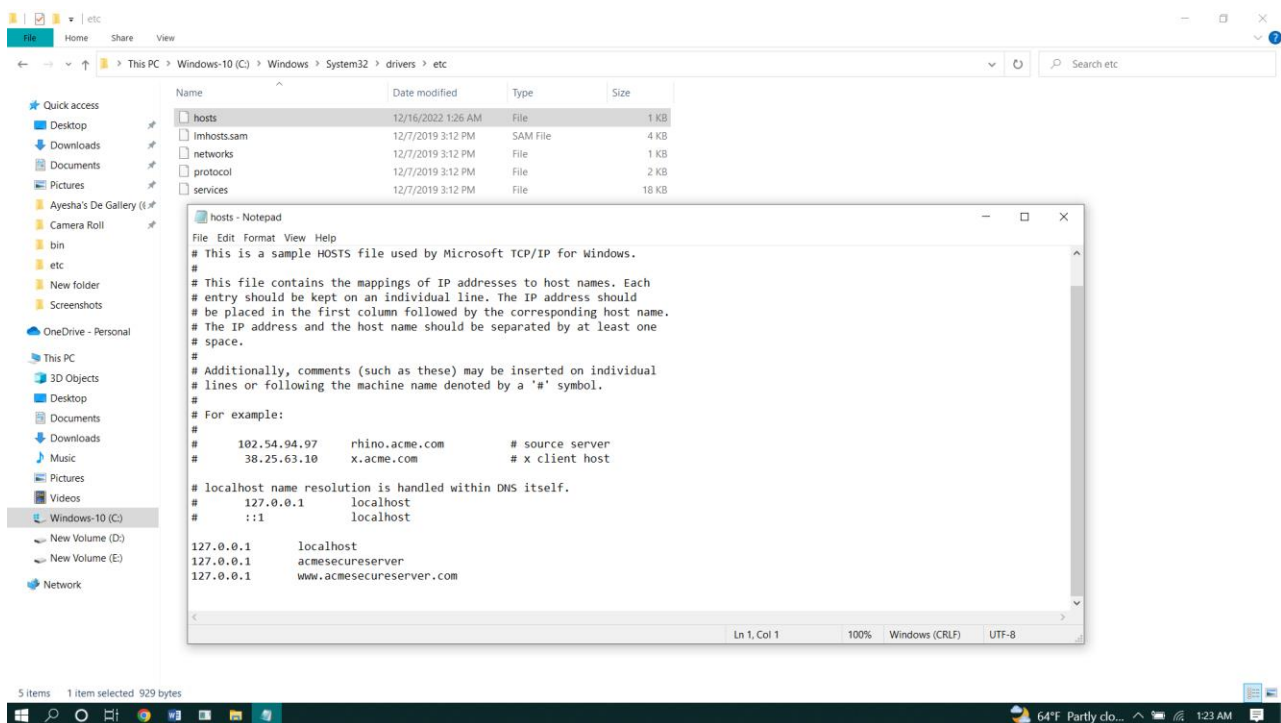 etc
File Home Share View
This PC > Windows-10 (C:) > Windows > System32 > drivers > etc
Search etc
Name Date modified Type Size
hosts 12/16/2022 1:26 AM File 1 KB
lmhosts.sam 12/7/2019 3:12 PM SAM File 4 KB
networks 12/7/2019 3:12 PM File 1 KB
protocol 12/7/2019 3:12 PM File 2 KB
services 12/7/2019 3:12 PM File 18 KB
Quick access
Desktop
Downloads
Documents
Pictures
Ayesha's De Gallery (
Camera Roll
bin
etc
New folder
Screenshots
OneDrive - Personal
This PC
3D Objects
Desktop
Documents
Downloads
Music
Pictures
Videos
Windows-10 (C:)
New Volume (D:)
New Volume (E:)
Network
hosts - Notepad
File Edit Format View Help
# This is a sample HOSTS file used by Microsoft TCP/IP for Windows.
#
# This file contains the mappings of IP addresses to host names. Each
# entry should be kept on an individual line. The IP address should
# be placed in the first column followed by the corresponding host name.
# The IP address and the host name should be separated by at least one
# space.
#
# Additionally, comments (such as these) may be inserted on individual
# lines or following the machine name denoted by a '#' symbol.
#
# For example:
#
# 102.54.94.97 rhino.acme.com # source server
# 38.25.63.10 x.acme.com # x client host

# localhost name resolution is handled within DNS itself.
# 127.0.0.1 localhost
# ::1 localhost

127.0.0.1 localhost
127.0.0.1 acmesecureserver
127.0.0.1 www.acmesecureserver.com
Ln 1, Col 1 100% Windows (CRLF) UTF-8
5 items 1 item selected 929 bytes
64°F Partly clo... 1:23 AM